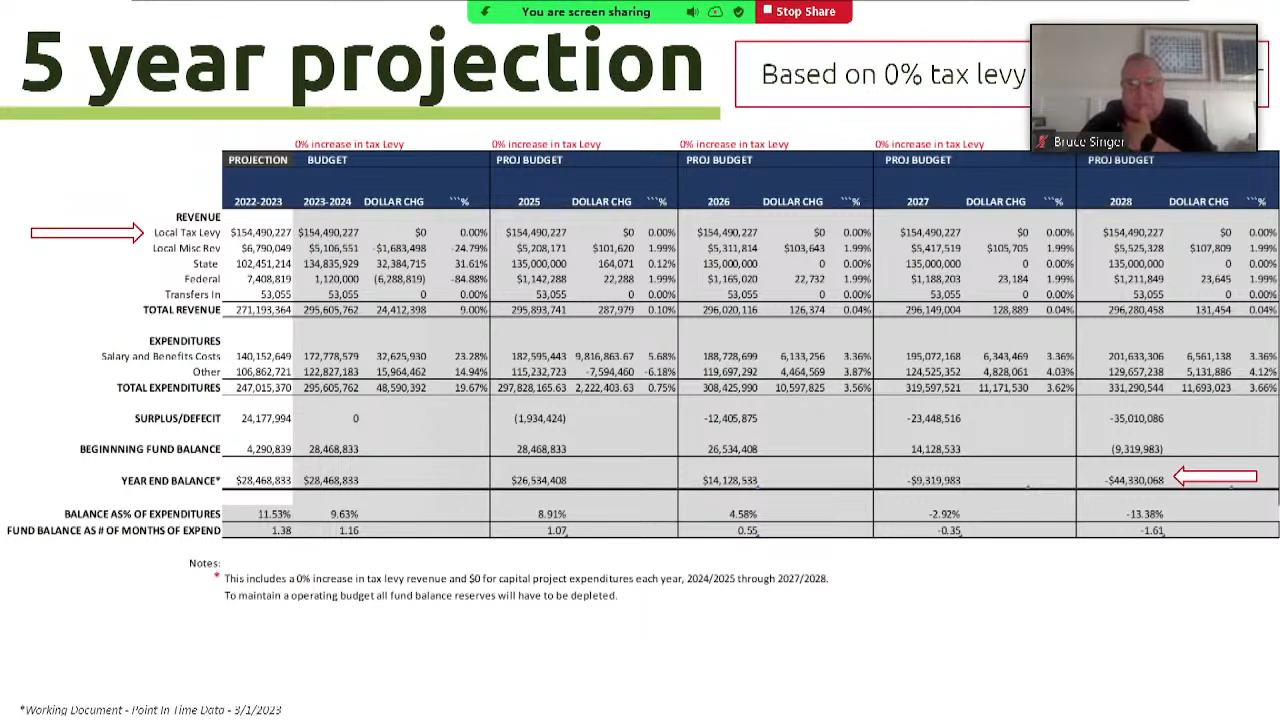 You are screen sharing Stop Share
5 year projection
Based on 0% tax levy
Bruce Singer
0% increase in tax Levy 0% increase in tax Levy 0% increase in tax Levy 0% increase in tax Levy
PROJECTION BUDGET PROJ BUDGET PROJ BUDGET PROJ BUDGET PROJ BUDGET
2022-2023 2023-2024 DOLLAR CHG ```% 2025 DOLLAR CHG ```% 2026 DOLLAR CHG ```% 2027 DOLLAR CHG ```% 2028 DOLLAR CHG ```%
REVENUE
Local Tax Levy $154,490,227 $154,490,227 $0 0.00% $154,490,227 $0 0.00% $154,490,227 $0 0.00% $154,490,227 $0 0.00% $154,490,227 $0 0.00%
Local Misc Rev $6,790,049 $5,106,551 -$1,683,498 -24.79% $5,208,171 $101,620 1.99% $5,311,814 $103,643 1.99% $5,417,519 $105,705 1.99% $5,525,328 $107,809 1.99%
State 102,451,214 134,835,929 32,384,715 31.61% 135,000,000 164,071 0.12% 135,000,000 0 0.00% 135,000,000 0 0.00% 135,000,000 0 0.00%
Federal 7,408,819 1,120,000 (6,288,819) -84.88% $1,142,288 22,288 1.99% $1,165,020 22,732 1.99% $1,188,203 23,184 1.99% $1,211,849 23,645 1.99%
Transfers In 53,055 53,055 0 0.00% 53,055 0 0.00% 53,055 0 0.00% 53,055 0 0.00% 53,055 0 0.00%
TOTAL REVENUE 271,193,364 295,605,762 24,412,398 9.00% 295,893,741 287,979 0.10% 296,020,116 126,374 0.04% 296,149,004 128,889 0.04% 296,280,458 131,454 0.04%
EXPENDITURES
Salary and Benefits Costs 140,152,649 172,778,579 32,625,930 23.28% 182,595,443 9,816,863.67 5.68% 188,728,699 6,133,256 3.36% 195,072,168 6,343,469 3.36% 201,633,306 6,561,138 3.36%
Other 106,862,721 122,827,183 15,964,462 14.94% 115,232,723 -7,594,460 -6.18% 119,697,292 4,464,569 3.87% 124,525,352 4,828,061 4.03% 129,657,238 5,131,886 4.12%
TOTAL EXPENDITURES 247,015,370 295,605,762 48,590,392 19.67% 297,828,165.63 2,222,403.63 0.75% 308,425,990 10,597,825 3.56% 319,597,521 11,171,530 3.62% 331,290,544 11,693,023 3.66%
SURPLUS/DEFECIT 24,177,994 0 (1,934,424) -12,405,875 -23,448,516 -35,010,086
BEGINNNING FUND BALANCE 4,290,839 28,468,833 28,468,833 26,534,408 14,128,533 (9,319,983)
YEAR END BALANCE* $28,468,833 $28,468,833 $26,534,408 $14,128,533 -$9,319,983 -$44,330,068
BALANCE AS% OF EXPENDITURES 11.53% 9.63% 8.91% 4.58% -2.92% -13.38%
FUND BALANCE AS # OF MONTHS OF EXPEND 1.38 1.16 1.07 0.55 -0.35 -1.61
Notes:
* This includes a 0% increase in tax levy revenue and $0 for capital project expenditures each year, 2024/2025 through 2027/2028.
To maintain a operating budget all fund balance reserves will have to be depleted.
*Working Document - Point In Time Data - 3/1/2023